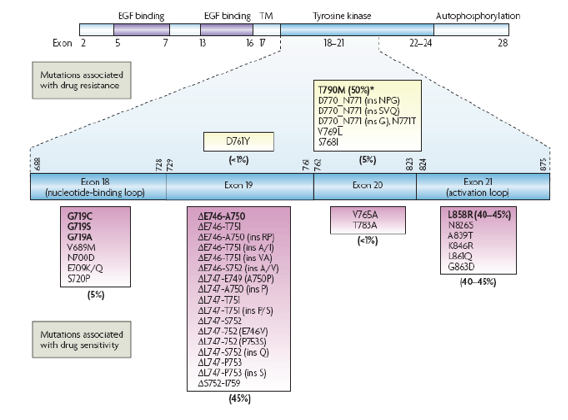 EGF binding EGF binding TM Tyrosine kinase Autophosphorylation
Exon 2 5 7 13 16 17 18–21 22–24 28
Mutations associated
with drug resistance
T790M (50%)*
D770_N771 (ins NPG)
D770_N771 (ins SVQ)
D770_N771 (ins G), N771T
V769L
S768I
(5%)
D761Y
(<1%)
688 728 729 761 762 823 824 875
Exon 18
(nucleotide-binding loop)
Exon 19
Exon 20
Exon 21
(activation loop)
G719C
G719S
G719A
V689M
N700D
E709K/Q
S720P
(5%)
ΔE746-A750
ΔE746-T751
ΔE746-A750 (ins RP)
ΔE746-T751 (ins A/I)
ΔE746-T751 (ins VA)
ΔE746-S752 (ins A/V)
ΔL747-E749 (A750P)
ΔL747-A750 (ins P)
ΔL747-T751
ΔL747-T751 (ins P/S)
ΔL747-S752
ΔL747-752 (E746V)
ΔL747-752 (P753S)
ΔL747-S752 (ins Q)
ΔL747-P753
ΔL747-P753 (ins S)
ΔS752-I759
(45%)
V765A
T783A
(<1%)
L858R (40–45%)
N826S
A839T
K846R
L861Q
G863D
(40–45%)
Mutations associated
with drug sensitivity